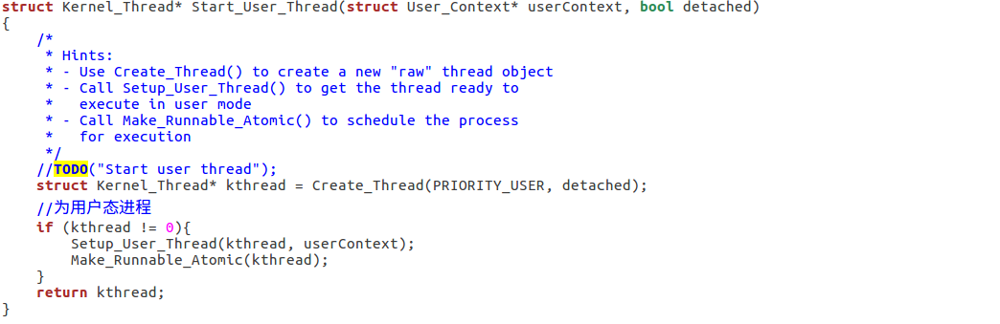 struct Kernel_Thread* Start_User_Thread(struct User_Context* userContext, bool detached)
{
    /*
     * Hints:
     * - Use Create_Thread() to create a new "raw" thread object
     * - Call Setup_User_Thread() to get the thread ready to
     *   execute in user mode
     * - Call Make_Runnable_Atomic() to schedule the process
     *   for execution
     */
    //TODO("Start user thread");
    struct Kernel_Thread* kthread = Create_Thread(PRIORITY_USER, detached);
    //为用户态进程
    if (kthread != 0){
        Setup_User_Thread(kthread, userContext);
        Make_Runnable_Atomic(kthread);
    }
    return kthread;
}